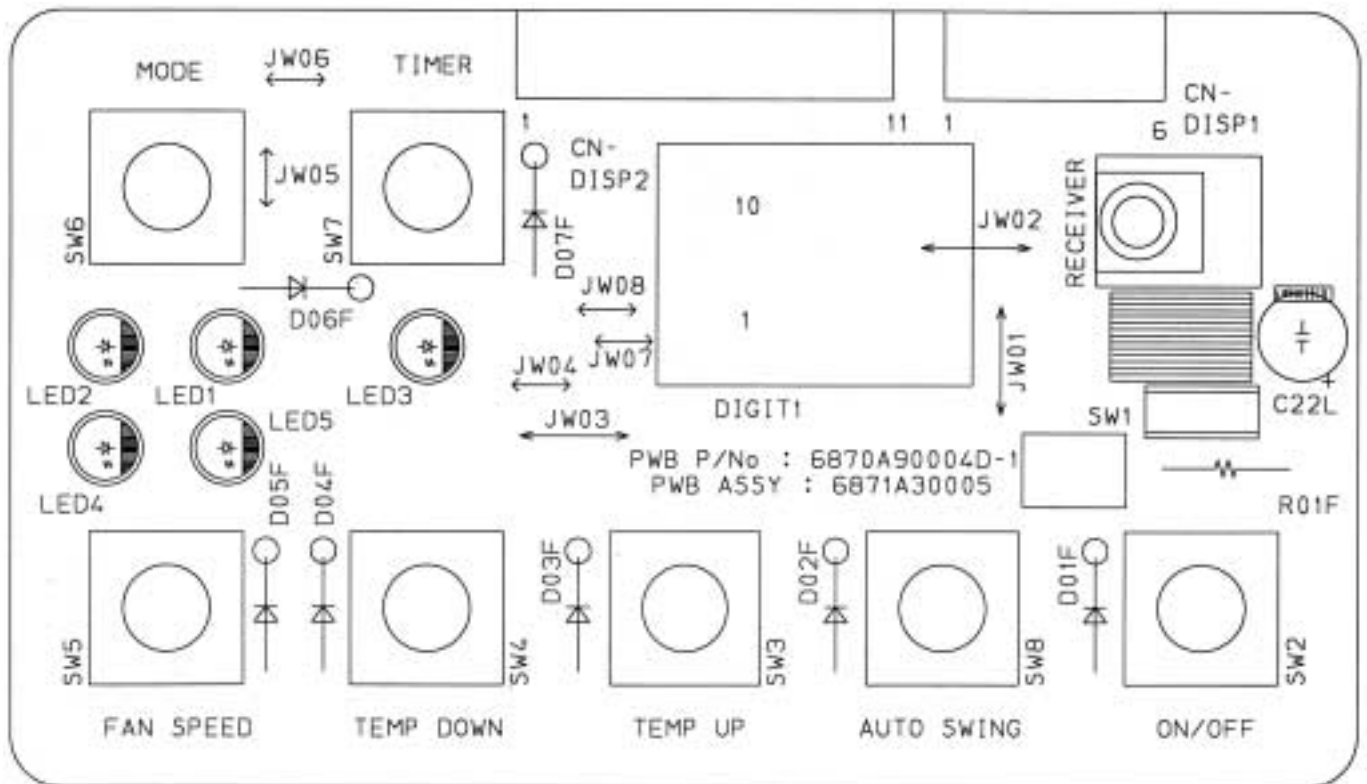 MODE
JW06
TIMER
1
11
1
6
CN-
DISP1
CN-
DISP2
JW05
SW6
SW7
D07F
10
JW02
RECEIVER
D06F
JW08
1
JW07
JW01
JW04
LED2
LED1
LED5
LED3
DIGIT1
SW1
C22L
+
JW03
PWB P/No : 6870A90004D-1
PWB ASSY : 6871A30005
LED4
R01F
D05F
D04F
D03F
D02F
D01F
SW5
SW4
SW3
SW8
SW2
FAN SPEED
TEMP DOWN
TEMP UP
AUTO SWING
ON/OFF